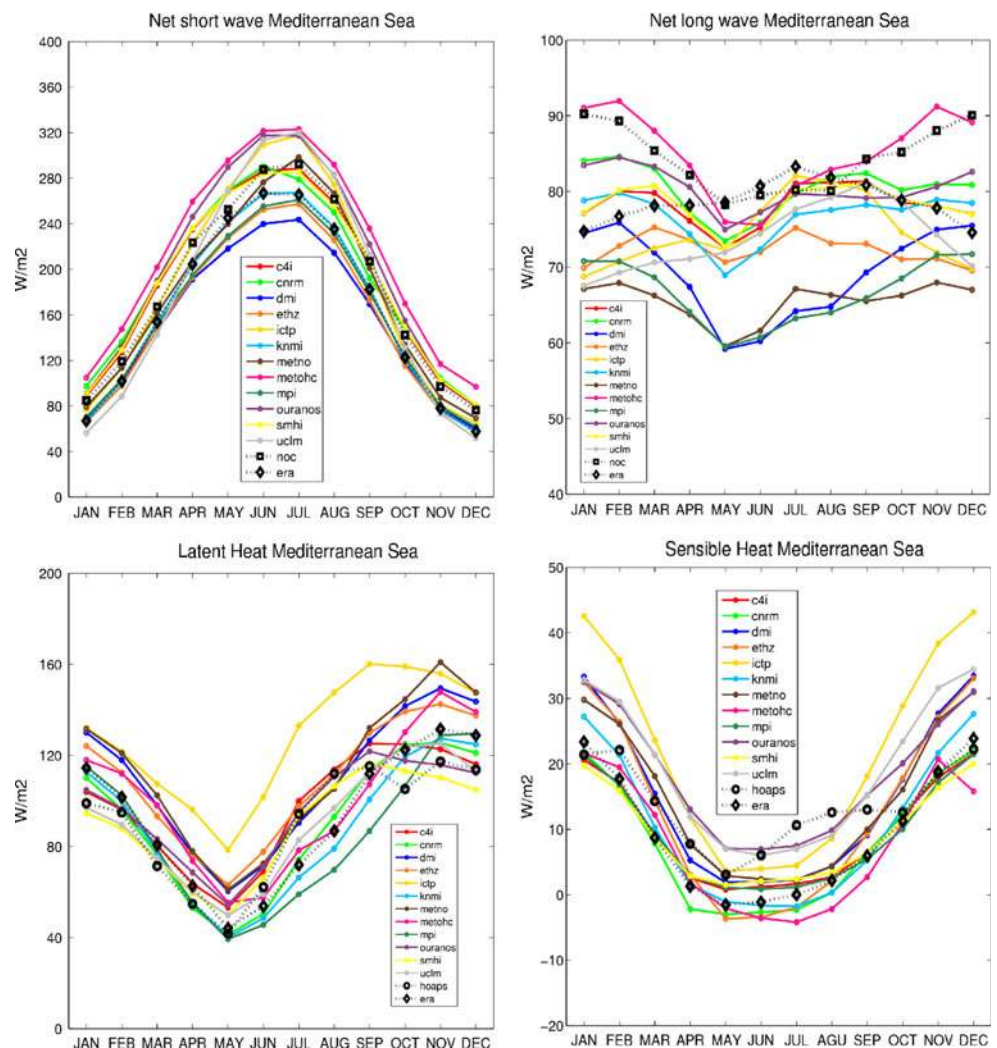 Net short wave Mediterranean Sea
W/m2
400
360
320
280
240
200
160
120
80
40
0
c4i
cnrm
dmi
ethz
ictp
knmi
metno
metohc
mpi
ouranos
smhi
uclm
noc
era
JAN FEB MAR APR MAY JUN JUL AUG SEP OCT NOV DEC
Net long wave Mediterranean Sea
W/m2
100
90
80
70
60
50
40
c4i
cnrm
dmi
ethz
ictp
knmi
metno
metohc
mpi
ouranos
smhi
uclm
noc
era
JAN FEB MAR APR MAY JUN JUL AUG SEP OCT NOV DEC
Latent Heat Mediterranean Sea
W/m2
200
160
120
80
40
0
c4i
cnrm
dmi
ethz
ictp
knmi
metno
metohc
mpi
ouranos
smhi
uclm
hoaps
era
JAN FEB MAR APR MAY JUN JUL AUG SEP OCT NOV DEC
Sensible Heat Mediterranean Sea
W/m2
50
40
30
20
10
0
−10
−20
c4i
cnrm
dmi
ethz
ictp
knmi
metno
metohc
mpi
ouranos
smhi
uclm
hoaps
era
JAN FEB MAR APR MAY JUN JUL AUG SEP OCT NOV DEC